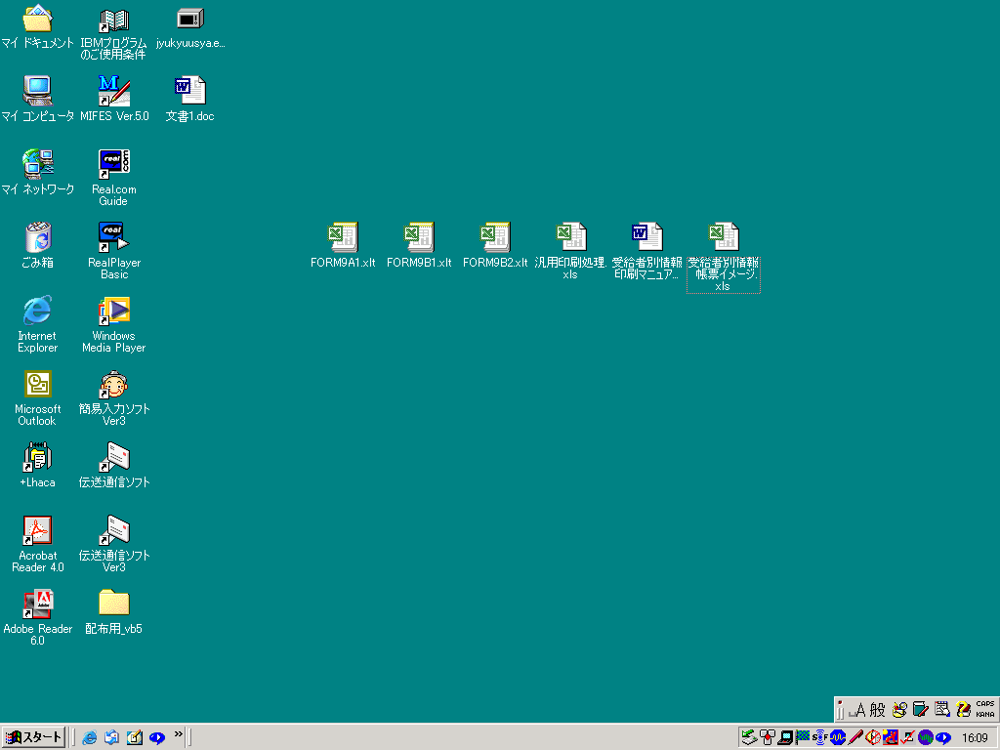 マイ ドキュメント
IBMプログラム
のご使用条件
jyukyuusya.e...
マイ コンピュータ
MIFES Ver.5.0
文書1.doc
マイ ネットワーク
Real.com
Guide
ごみ箱
RealPlayer
Basic
FORM9A1.xlt
FORM9B1.xlt
FORM9B2.xlt
汎用印刷処理.
xls
受給者別情報
印刷マニュア...
受給者別情報
帳票イメージ.
xls
Internet
Explorer
Windows
Media Player
Microsoft
Outlook
簡易入力ソフト
Ver3
+Lhaca
伝送通信ソフト
Acrobat
Reader 4.0
伝送通信ソフト
Ver3
Adobe Reader
6.0
配布用_vb5
A 般
CAPS
KANA
スタート
16:09